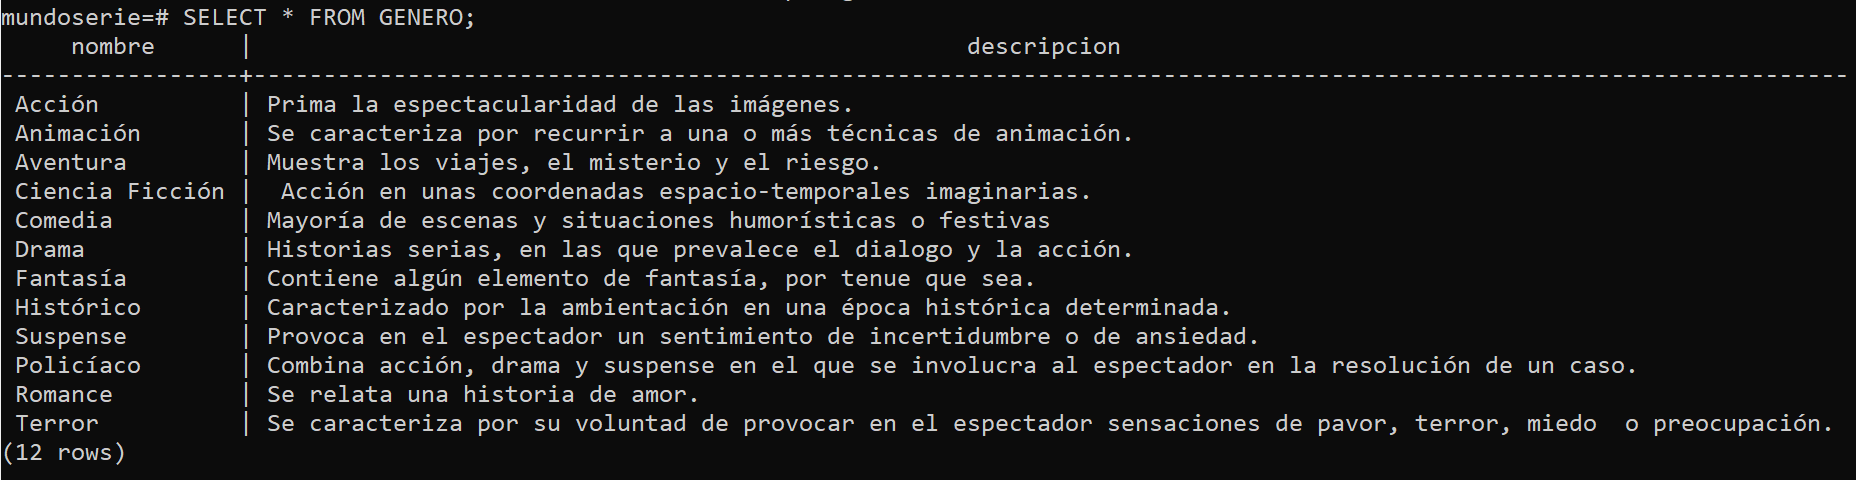 mundoserie=# SELECT * FROM GENERO;
     nombre      |                                                   descripcion
-----------------+------------------------------------------------------------------------------------------------------------------
 Acción          | Prima la espectacularidad de las imágenes.
 Animación       | Se caracteriza por recurrir a una o más técnicas de animación.
 Aventura        | Muestra los viajes, el misterio y el riesgo.
 Ciencia Ficción |  Acción en unas coordenadas espacio-temporales imaginarias.
 Comedia         | Mayoría de escenas y situaciones humorísticas o festivas
 Drama           | Historias serias, en las que prevalece el dialogo y la acción.
 Fantasía        | Contiene algún elemento de fantasía, por tenue que sea.
 Histórico       | Caracterizado por la ambientación en una época histórica determinada.
 Suspense        | Provoca en el espectador un sentimiento de incertidumbre o de ansiedad.
 Policíaco       | Combina acción, drama y suspense en el que se involucra al espectador en la resolución de un caso.
 Romance         | Se relata una historia de amor.
 Terror          | Se caracteriza por su voluntad de provocar en el espectador sensaciones de pavor, terror, miedo  o preocupación.
(12 rows)